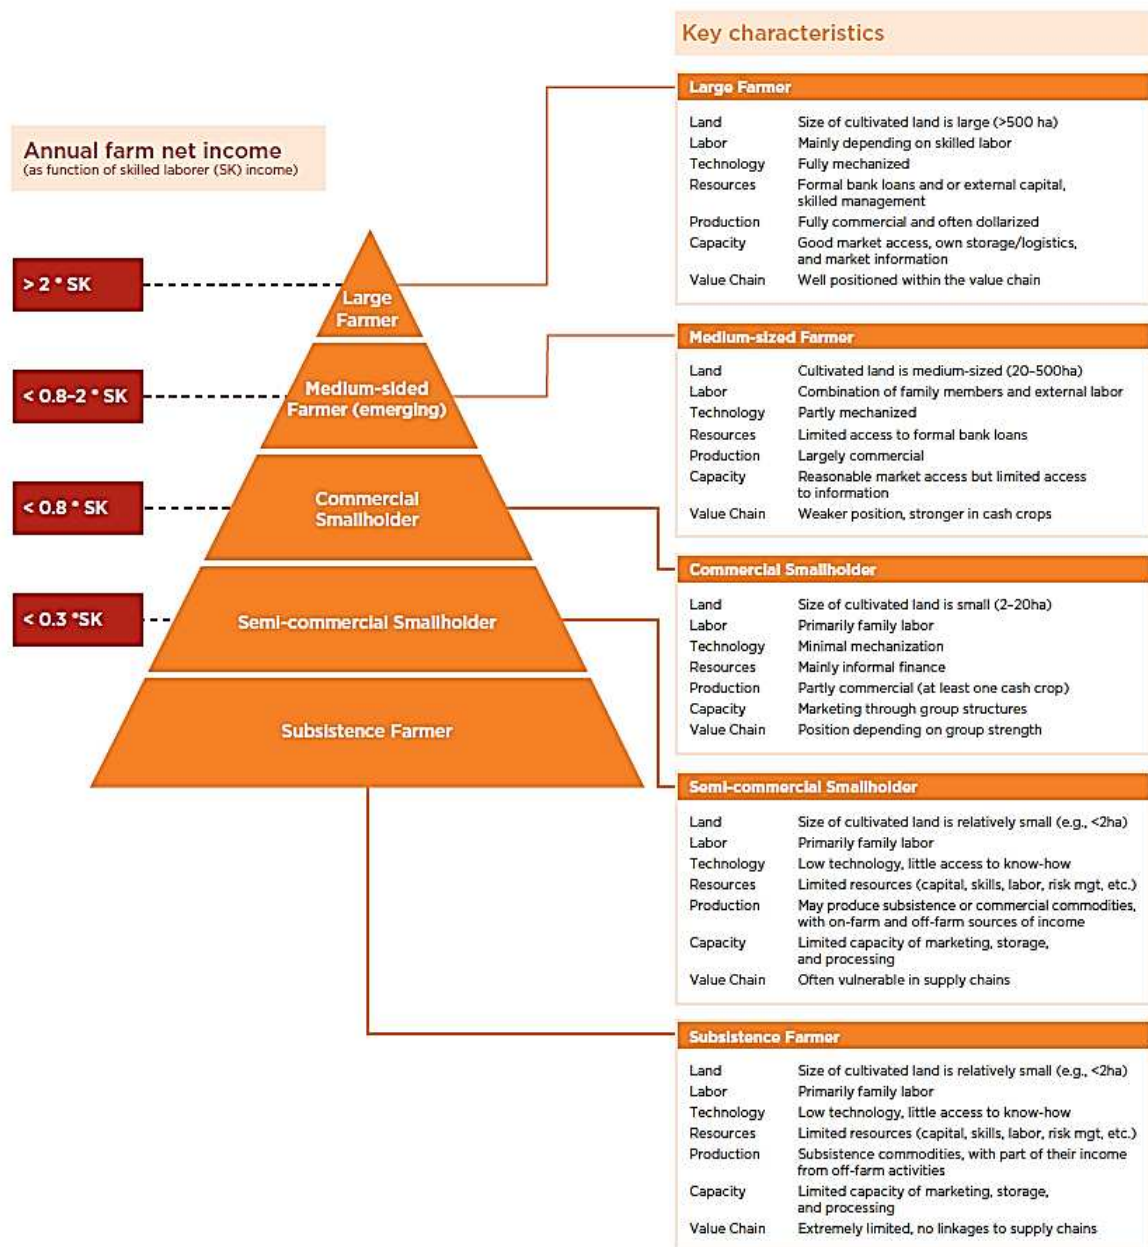 Key characteristics
Annual farm net income
(as function of skilled laborer (SK) income)
> 2 * SK
< 0.8–2 * SK
< 0.8 * SK
< 0.3 *SK
Large
Farmer
Medium-sided
Farmer (emerging)
Commercial
Smallholder
Semi-commercial Smallholder
Subsistence Farmer
Large Farmer
Land Size of cultivated land is large (>500 ha)
Labor Mainly depending on skilled labor
Technology Fully mechanized
Resources Formal bank loans and or external capital,
skilled management
Production Fully commercial and often dollarized
Capacity Good market access, own storage/logistics,
and market information
Value Chain Well positioned within the value chain
Medium-sized Farmer
Land Cultivated land is medium-sized (20–500ha)
Labor Combination of family members and external labor
Technology Partly mechanized
Resources Limited access to formal bank loans
Production Largely commercial
Capacity Reasonable market access but limited access
to information
Value Chain Weaker position, stronger in cash crops
Commercial Smallholder
Land Size of cultivated land is small (2–20ha)
Labor Primarily family labor
Technology Minimal mechanization
Resources Mainly informal finance
Production Partly commercial (at least one cash crop)
Capacity Marketing through group structures
Value Chain Position depending on group strength
Semi-commercial Smallholder
Land Size of cultivated land is relatively small (e.g., <2ha)
Labor Primarily family labor
Technology Low technology, little access to know-how
Resources Limited resources (capital, skills, labor, risk mgt, etc.)
Production May produce subsistence or commercial commodities,
with on-farm and off-farm sources of income
Capacity Limited capacity of marketing, storage,
and processing
Value Chain Often vulnerable in supply chains
Subsistence Farmer
Land Size of cultivated land is relatively small (e.g., <2ha)
Labor Primarily family labor
Technology Low technology, little access to know-how
Resources Limited resources (capital, skills, labor, risk mgt, etc.)
Production Subsistence commodities, with part of their income
from off-farm activities
Capacity Limited capacity of marketing, storage,
and processing
Value Chain Extremely limited, no linkages to supply chains